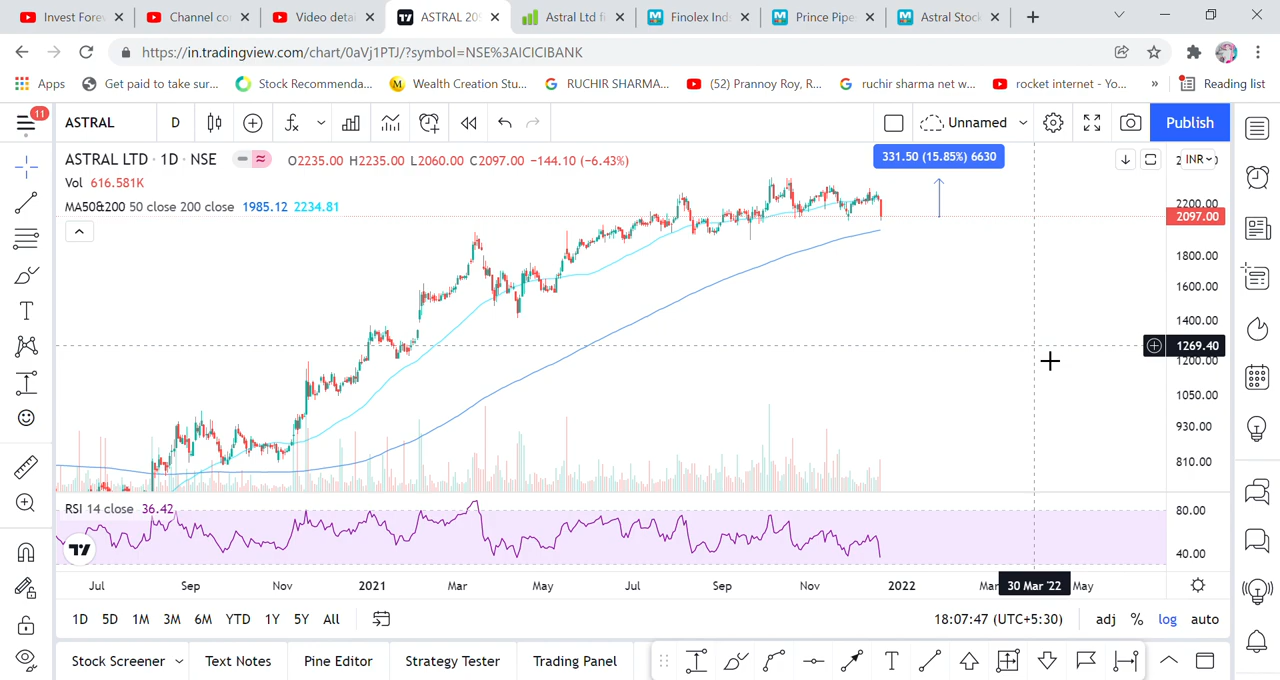 Invest Forev
Channel co
Video detai
ASTRAL 209
Astral Ltd fi
Finolex Ind
Prince Pipe
Astral Stock
https://in.tradingview.com/chart/0aVj1PTJ/?symbol=NSE%3AICICIBANK
Apps
Get paid to take sur...
Stock Recommenda...
Wealth Creation Stu...
RUCHIR SHARMA...
(52) Prannoy Roy, R...
ruchir sharma net w...
rocket internet - Yo...
»
Reading list
11
ASTRAL
D
Unnamed
Publish
ASTRAL LTD · 1D · NSE
O2235.00 H2235.00 L2060.00 C2097.00 −144.10 (−6.43%)
331.50 (15.85%) 6630
INR
Vol 616.581K
MA50&200 50 close 200 close 1985.12 2234.81
2200.00
2097.00
1800.00
1600.00
1400.00
1269.40
1200.00
1050.00
930.00
810.00
RSI 14 close 36.42
80.00
40.00
Jul
Sep
Nov
2021
Mar
May
Jul
Sep
Nov
2022
Mar
30 Mar '22
May
1D 5D 1M 3M 6M YTD 1Y 5Y All
18:07:47 (UTC+5:30)
adj % log auto
Stock Screener
Text Notes
Pine Editor
Strategy Tester
Trading Panel